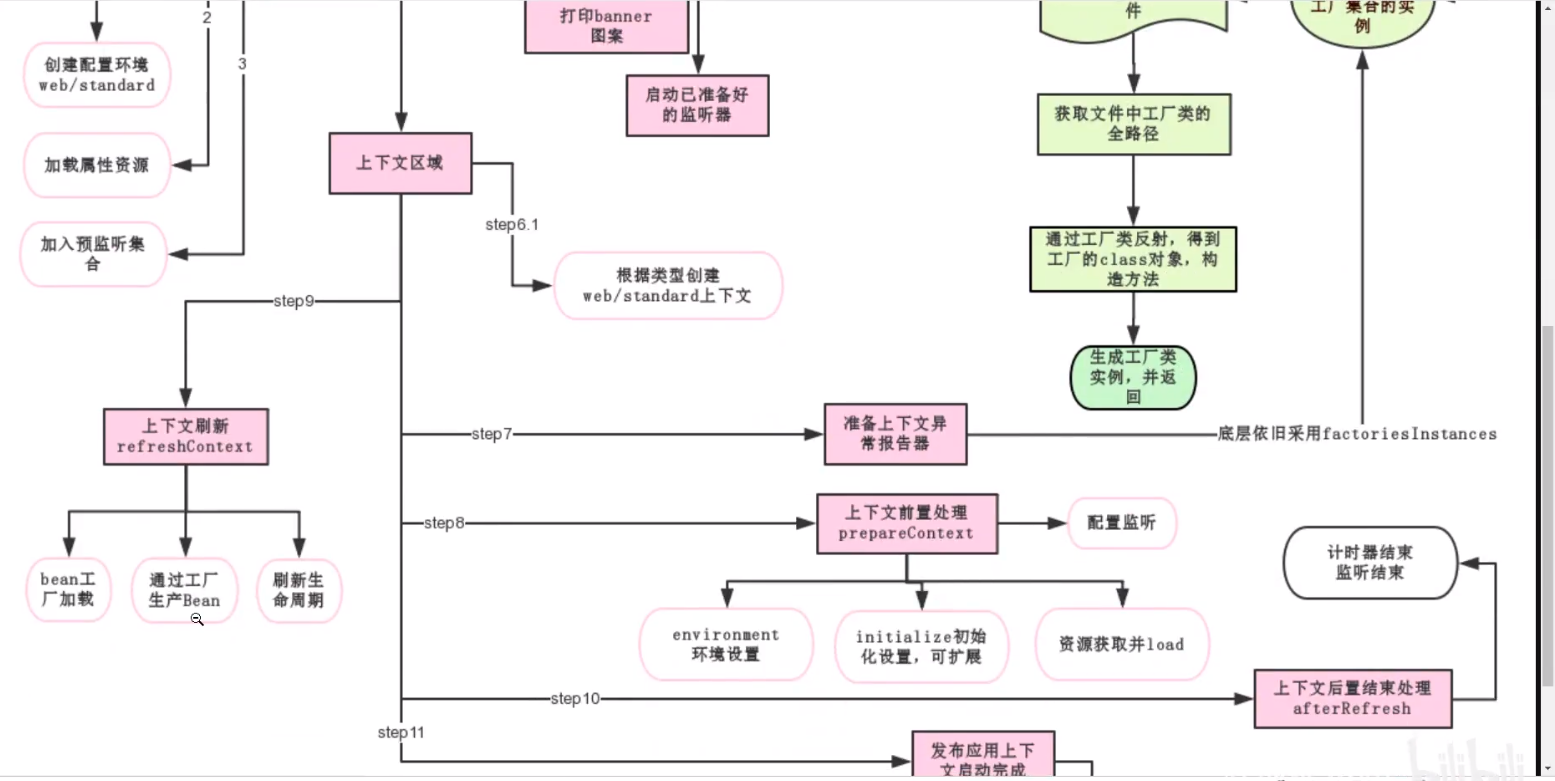 2
3
创建配置环境
web/standard
加载属性资源
加入预监听集
合
打印banner
图案
启动已准备好
的监听器
上下文区域
step6.1
根据类型创建
web/standard上下文
件
获取文件中工厂类的
全路径
通过工厂类反射，得到
工厂的class对象，构
造方法
生成工厂类
实例，并返
回
工厂集合的实
例
step9
上下文刷新
refreshContext
bean工
厂加载
通过工厂
生产Bean
刷新生
命周期
step7
准备上下文异
常报告器
底层依旧采用factoriesInstances
step8
上下文前置处理
prepareContext
配置监听
environment
环境设置
initialize初始
化设置，可扩展
资源获取并load
计时器结束
监听结束
step10
上下文后置结束处理
afterRefresh
step11
发布应用上下
文启动完成
bilibili